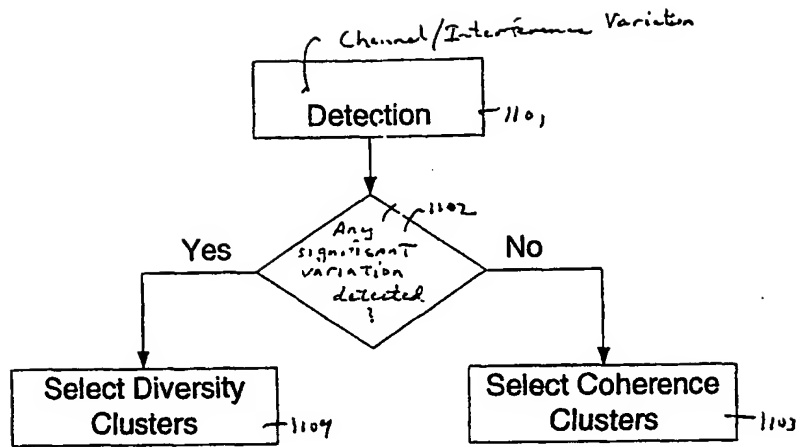 Channel/Interference Variation
Detection
1101
1102
Any
significant
variation
detected
?
Yes
No
Select Diversity
Clusters
1104
Select Coherence
Clusters
1103